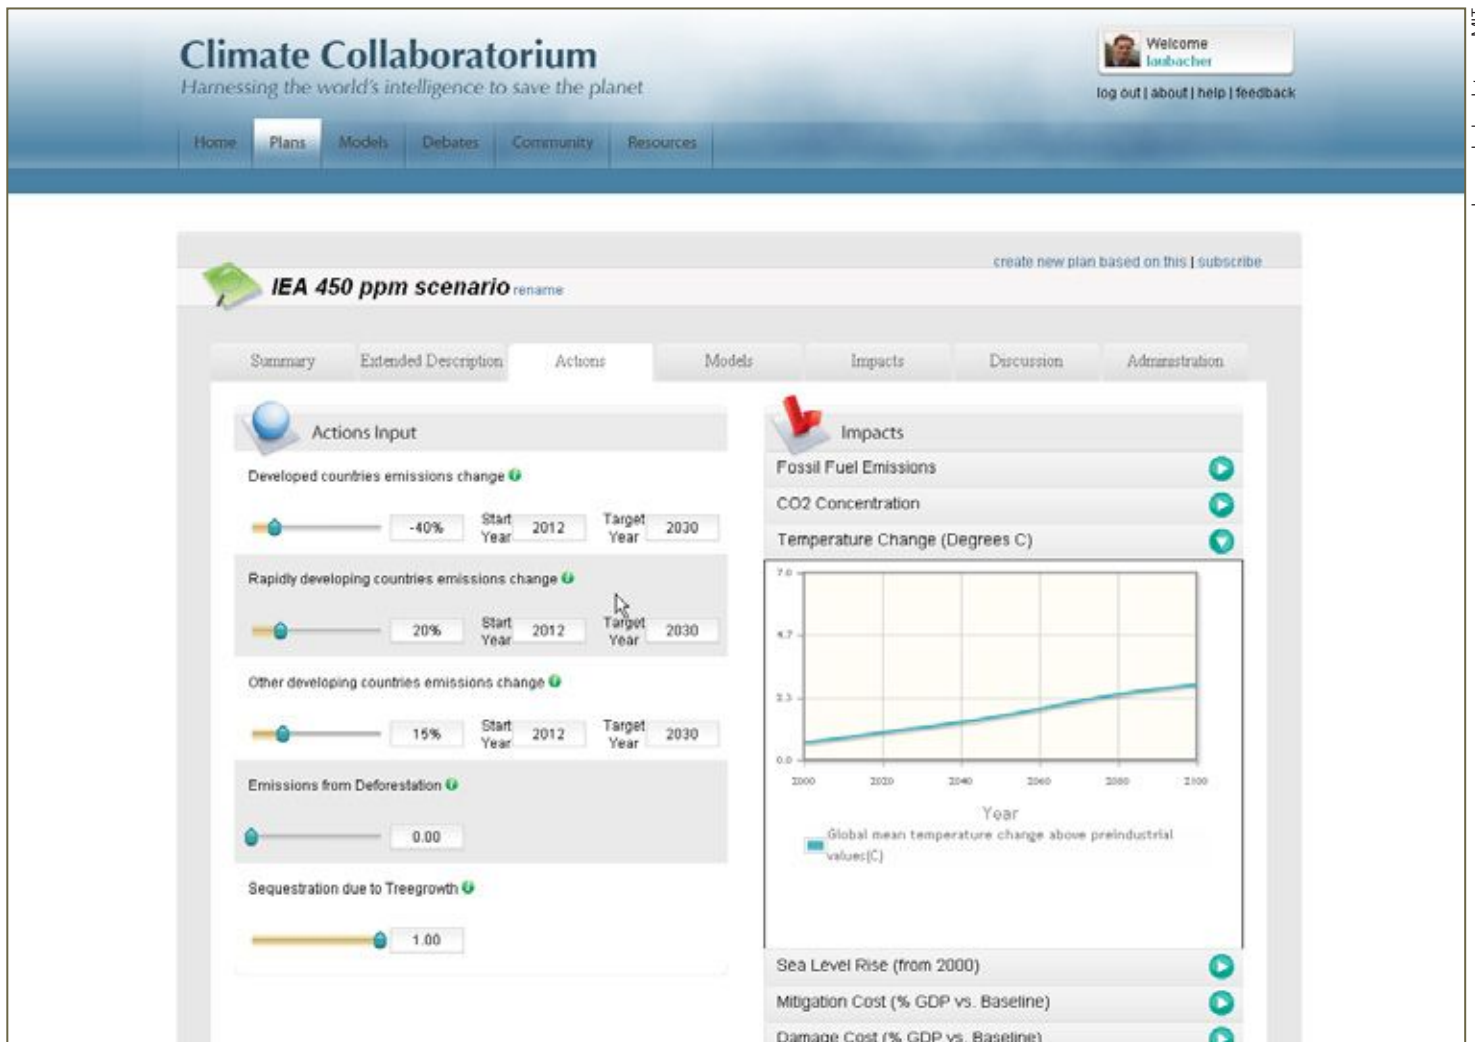 Climate Collaboratorium
Harnessing the world's intelligence to save the planet
Welcome
laubacher
log out | about | help | feedback
Home Plans Models Debates Community Resources
create new plan based on this | subscribe
IEA 450 ppm scenario rename
Summary Extended Description Actions Models Impacts Discussion Administration
Actions Input
Developed countries emissions change
-40% Start Year 2012 Target Year 2030
Rapidly developing countries emissions change
20% Start Year 2012 Target Year 2030
Other developing countries emissions change
15% Start Year 2012 Target Year 2030
Emissions from Deforestation
0.00
Sequestration due to Treegrowth
1.00
Impacts
Fossil Fuel Emissions
CO2 Concentration
Temperature Change (Degrees C)
7.0
4.7
2.3
0.0
2000 2020 2040 2060 2080 2100
Year
Global mean temperature change above preindustrial
values(C)
Sea Level Rise (from 2000)
Mitigation Cost (% GDP vs. Baseline)
Damage Cost (% GDP vs. Baseline)